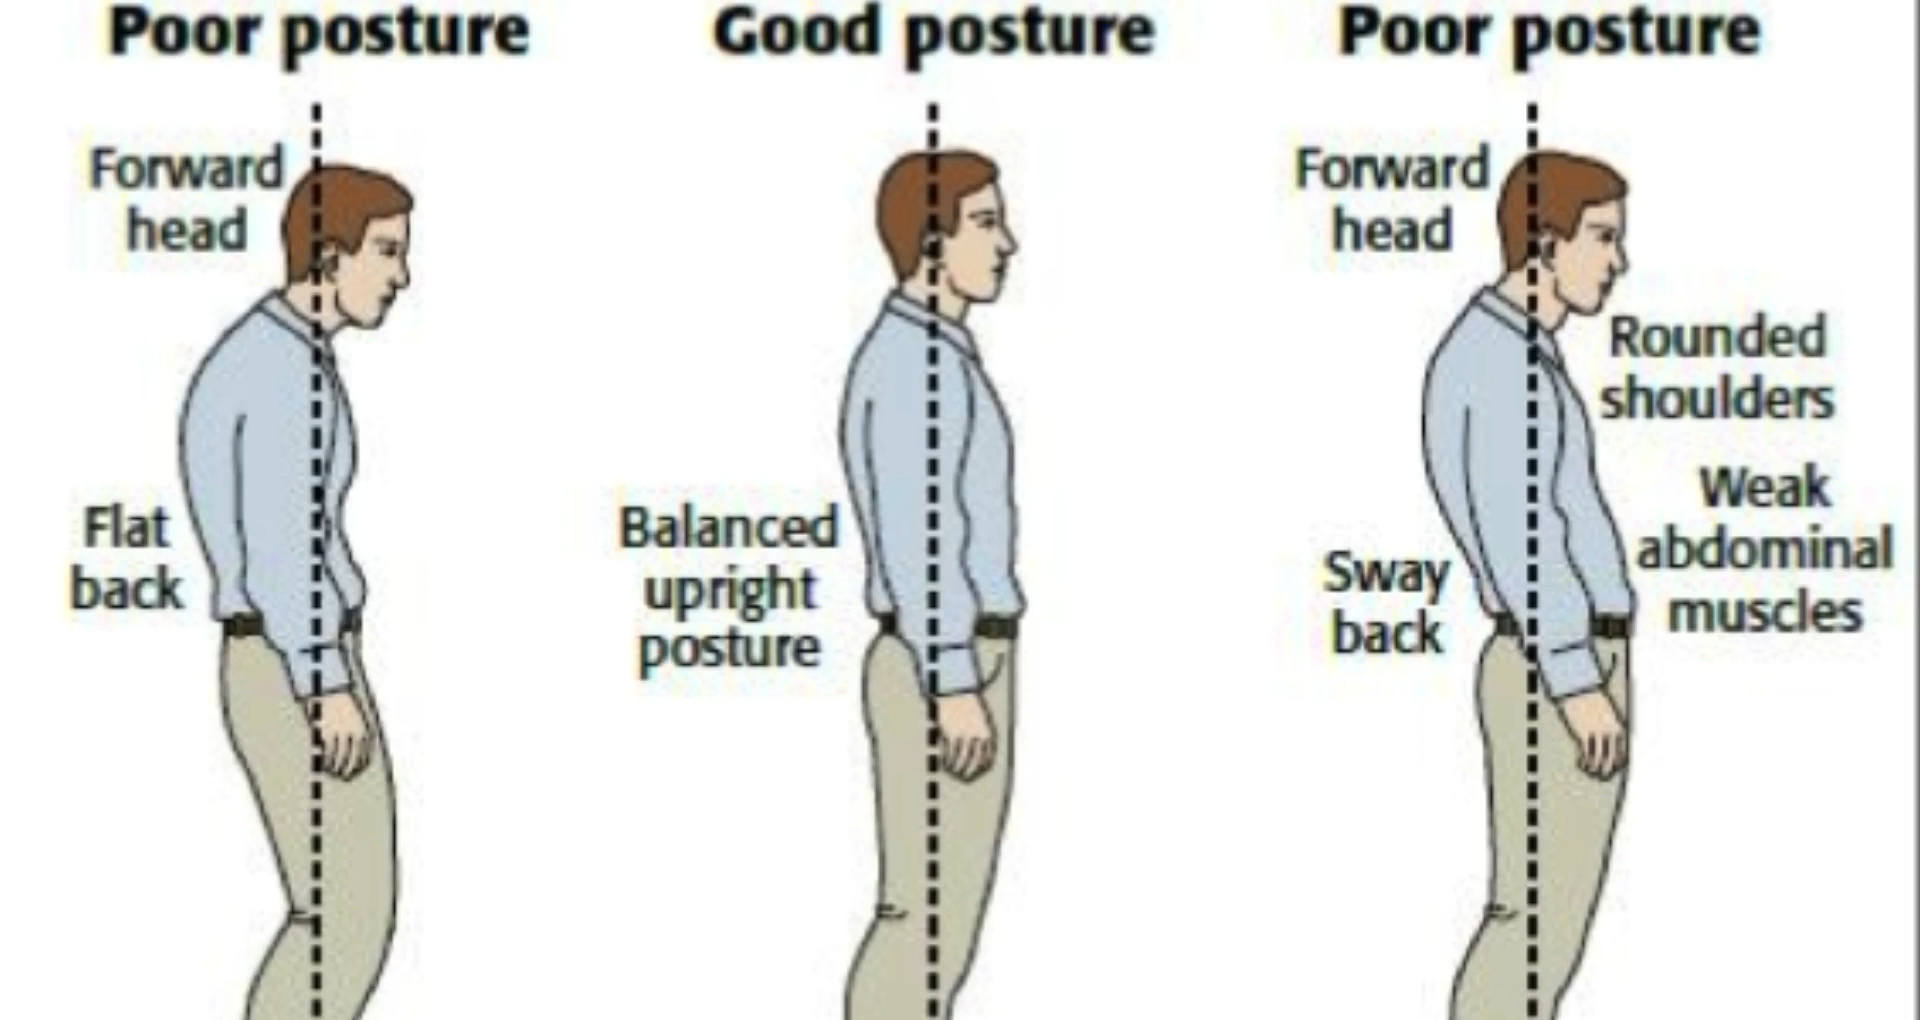 Poor posture
Good posture
Poor posture
Forward
head
Flat
back
Balanced
upright
posture
Forward
head
Rounded
shoulders
Weak
abdominal
muscles
Sway
back